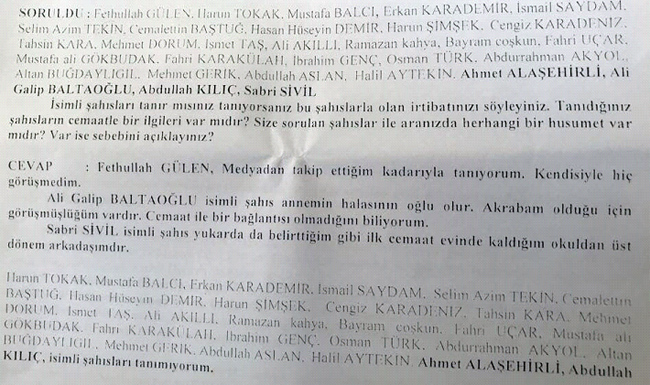 SORULDU : Fethullah GÜLEN, Harun TOKAK, Mustafa BALCI, Erkan KARADEMİR, İsmail SAYDAM,
Selim Azim TEKİN, Cemalettin BAŞTUĞ, Hasan Hüseyin DEMİR, Harun ŞİMŞEK, Cengiz KARADENİZ,
Tahsin KARA, Mehmet DORUM, İsmet TAŞ, Ali AKILLI, Ramazan kahya, Bayram coşkun, Fahri UÇAR,
Mustafa ali GÖKBUDAK, Fahri KARAKÜLAH, İbrahim GENÇ, Osman TÜRK, Abdurrahman AKYOL,
Altan BUĞDAYLIGİL, Mehmet GERİK, Abdullah ASLAN, Halil AYTEKİN, Ahmet ALAŞEHİRLİ, Ali
Galip BALTAOĞLU, Abdullah KILIÇ, Sabri SİVİL
İsimli şahısları tanır mısınız tanıyorsanız bu şahıslarla olan irtibatınızı söyleyiniz. Tanıdığınız
şahısların cemaatle bir ilgileri var mıdır? Size sorulan şahıslar ile aranızda herhangi bir husumet var
mıdır? Var ise sebebini açıklayınız?
CEVAP : Fethullah GÜLEN, Medyadan takip ettiğim kadarıyla tanıyorum. Kendisiyle hiç
görüşmedim.
Ali Galip BALTAOĞLU isimli şahıs annemin halasının oğlu olur. Akrabam olduğu için
görüşmüşlüğüm vardır. Cemaat ile bir bağlantısı olmadığını biliyorum.
Sabri SİVİL isimli şahıs yukarda da belirttiğim gibi ilk cemaat evinde kaldığım okuldan üst
dönem arkadaşımdır.
Harun TOKAK, Mustafa BALCI, Erkan KARADEMİR, İsmail SAYDAM, Selim Azim TEKİN, Cemalettin
BAŞTUĞ, Hasan Hüseyin DEMİR, Harun ŞİMŞEK, Cengiz KARADENİZ, Tahsin KARA, Mehmet
DORUM, İsmet TAŞ, Ali AKILLI, Ramazan kahya, Bayram coşkun, Fahri UÇAR, Mustafa ali
GÖKBUDAK, Fahri KARAKÜLAH, İbrahim GENÇ, Osman TÜRK, Abdurrahman AKYOL, Altan
BUĞDAYLIGİL, Mehmet GERİK, Abdullah ASLAN, Halil AYTEKİN, Ahmet ALAŞEHİRLİ, Abdullah
KILIÇ, isimli şahısları tanımıyorum.